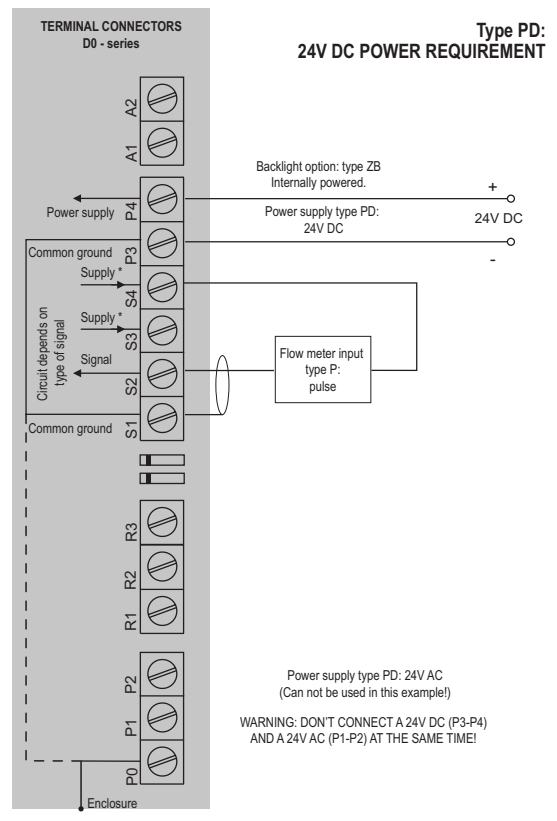 TERMINAL CONNECTORS
D0 - series
Type PD:
24V DC POWER REQUIREMENT
A2
A1
Backlight option: type ZB
Internally powered.
+
Power supply
P4
Power supply type PD:
24V DC
24V DC
Common ground
P3
-
Supply *
S4
Supply *
S3
Circuit depends on
type of signal
Signal
S2
Flow meter input
type P:
pulse
Common ground
S1
R3
R2
R1
P2
Power supply type PD: 24V AC
(Can not be used in this example!)
P1
WARNING: DON'T CONNECT A 24V DC (P3-P4)
AND A 24V AC (P1-P2) AT THE SAME TIME!
P0
Enclosure